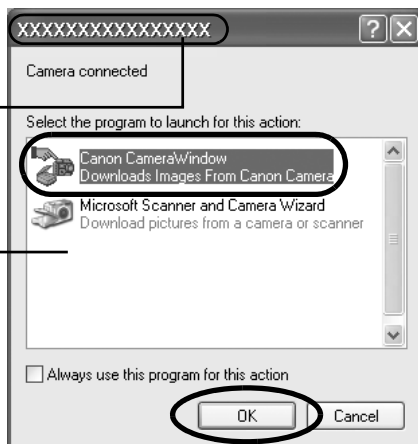 XXXXXXXXXXXXXXXX
Camera connected
Select the program to launch for this action:
Canon CameraWindow
Downloads Images From Canon Camera
Microsoft Scanner and Camera Wizard
Download pictures from a camera or scanner
Always use this program for this action
OK
Cancel